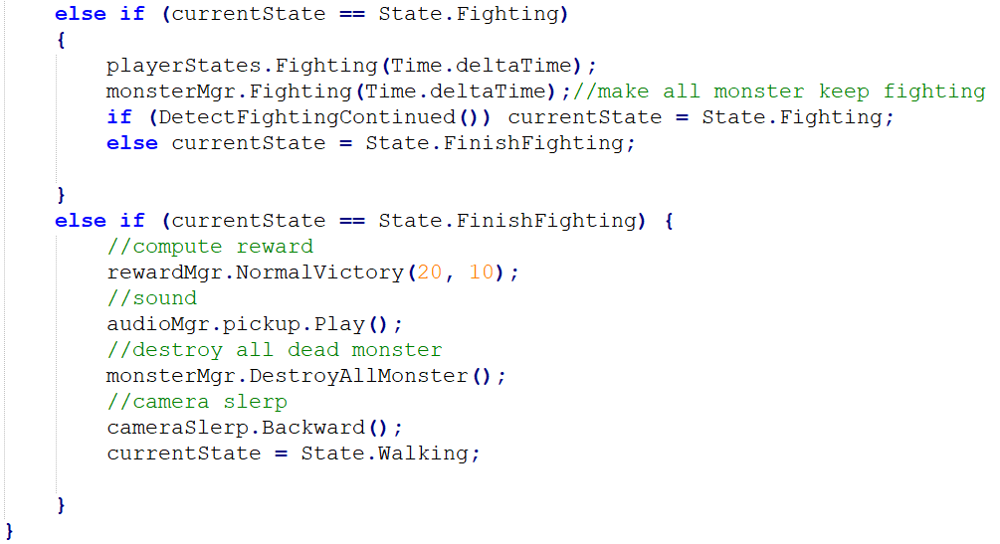 else if (currentState == State.Fighting)
{
playerStates.Fighting(Time.deltaTime);
monsterMgr.Fighting(Time.deltaTime);//make all monster keep fighting
if (DetectFightingContinued()) currentState = State.Fighting;
else currentState = State.FinishFighting;
}
else if (currentState == State.FinishFighting) {
//compute reward
rewardMgr.NormalVictory(20, 10);
//sound
audioMgr.pickup.Play();
//destroy all dead monster
monsterMgr.DestroyAllMonster();
//camera slerp
cameraSlerp.Backward();
currentState = State.Walking;
}
}